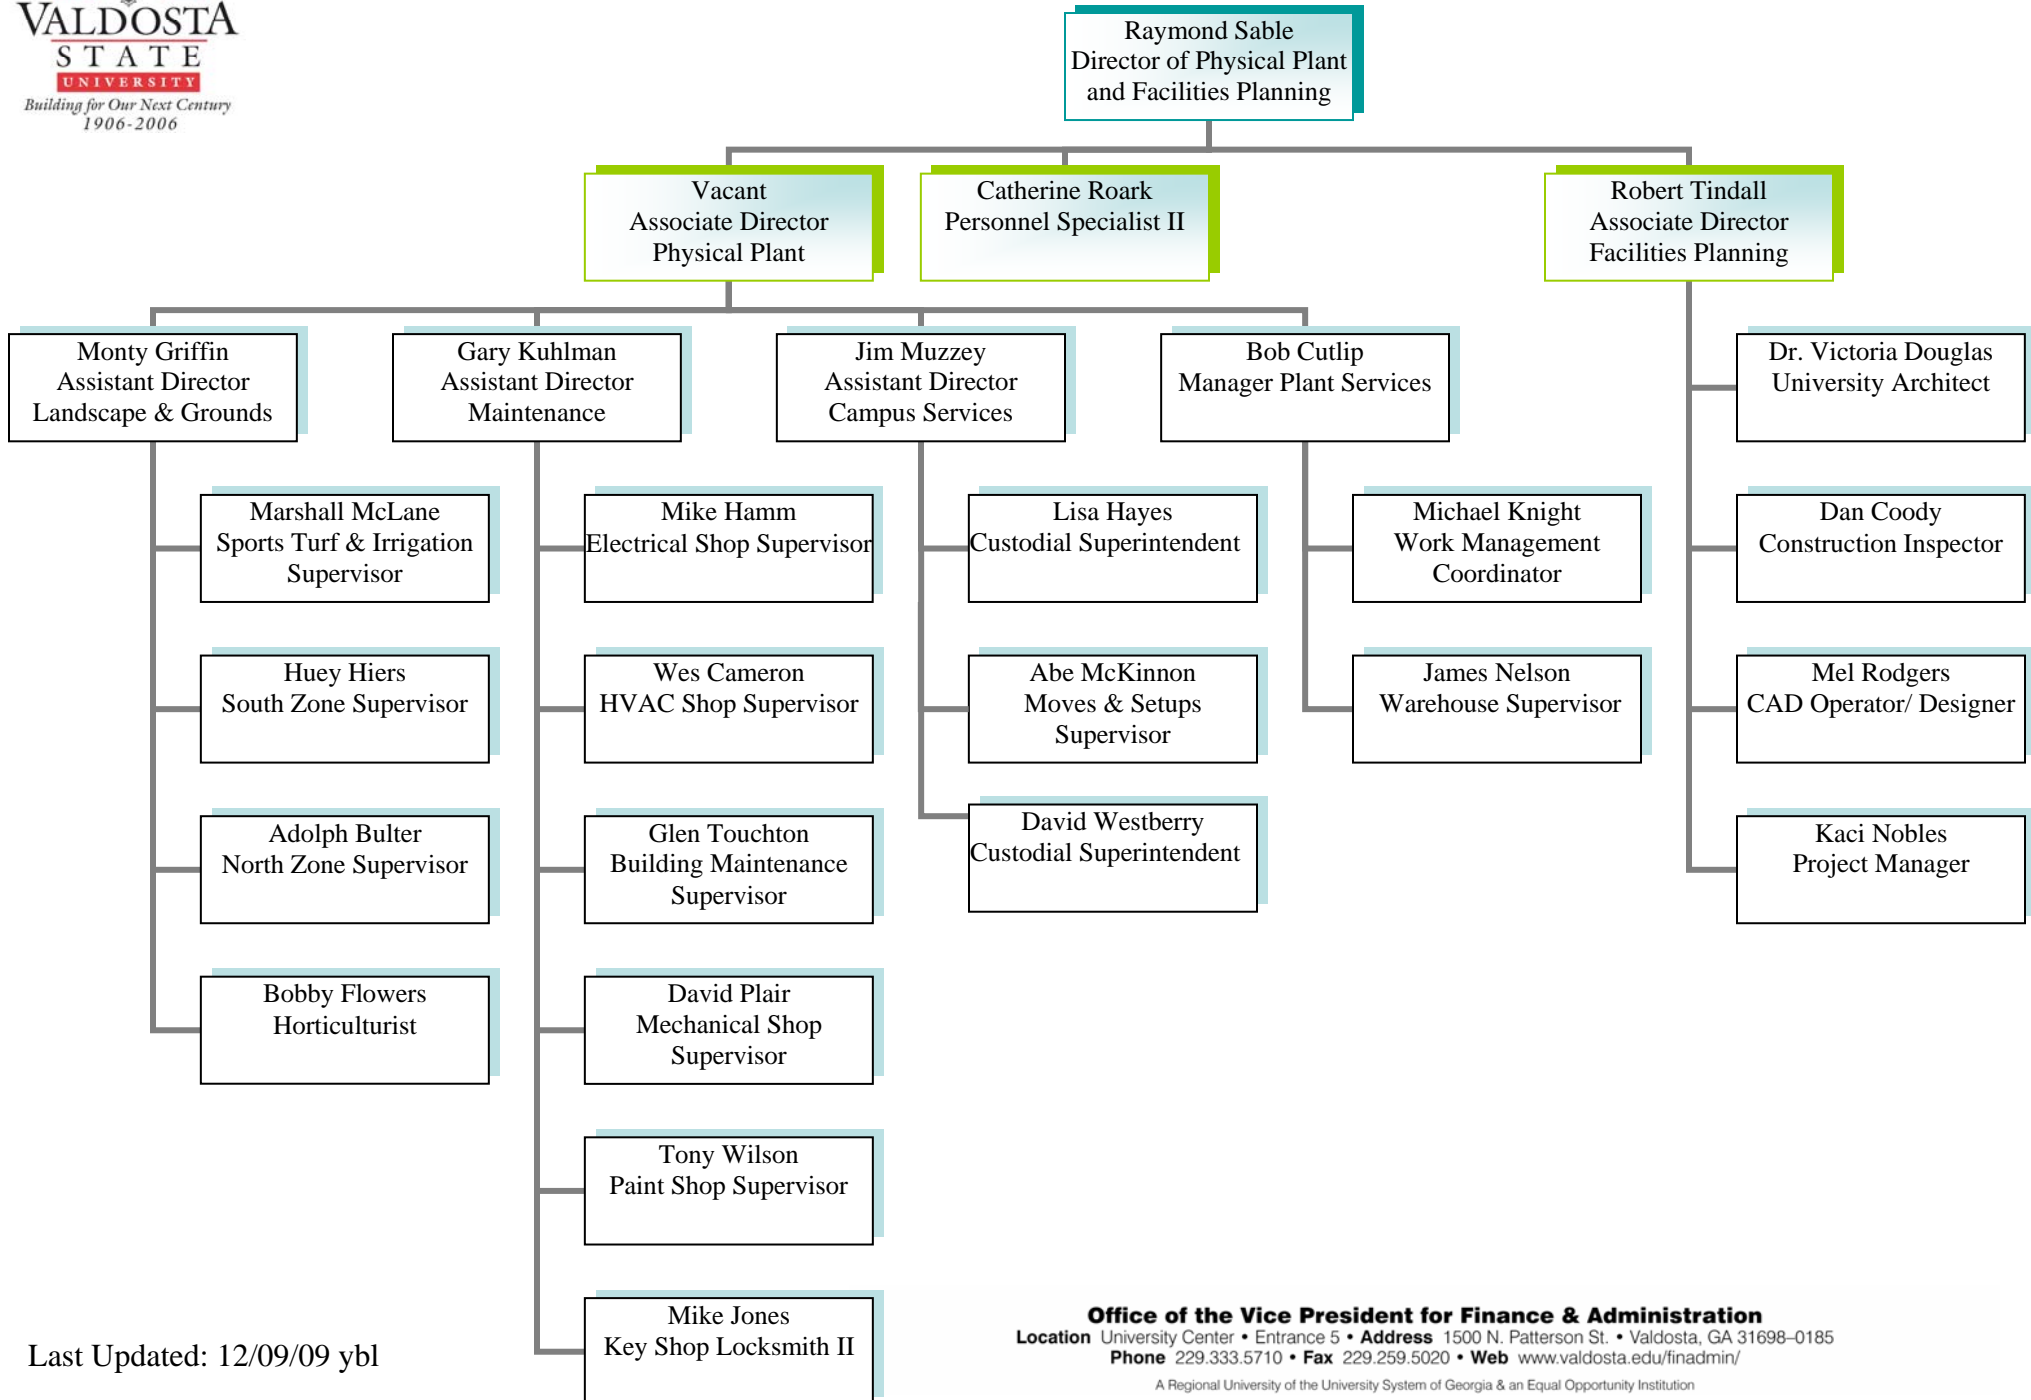 VALDOSTA
STATE
UNIVERSITY
Building for Our Next Century
1906-2006
Raymond Sable
Director of Physical Plant
and Facilities Planning
Vacant
Associate Director
Physical Plant
Catherine Roark
Personnel Specialist II
Robert Tindall
Associate Director
Facilities Planning
Monty Griffin
Assistant Director
Landscape & Grounds
Gary Kuhlman
Assistant Director
Maintenance
Jim Muzzey
Assistant Director
Campus Services
Bob Cutlip
Manager Plant Services
Dr. Victoria Douglas
University Architect
Marshall McLane
Sports Turf & Irrigation
Supervisor
Mike Hamm
Electrical Shop Supervisor
Lisa Hayes
Custodial Superintendent
Michael Knight
Work Management
Coordinator
Dan Coody
Construction Inspector
Huey Hiers
South Zone Supervisor
Wes Cameron
HVAC Shop Supervisor
Abe McKinnon
Moves & Setups
Supervisor
James Nelson
Warehouse Supervisor
Mel Rodgers
CAD Operator/ Designer
Adolph Bulter
North Zone Supervisor
Glen Touchton
Building Maintenance
Supervisor
David Westberry
Custodial Superintendent
Kaci Nobles
Project Manager
Bobby Flowers
Horticulturist
David Plair
Mechanical Shop
Supervisor
Tony Wilson
Paint Shop Supervisor
Mike Jones
Key Shop Locksmith II
Last Updated: 12/09/09 ybl
Office of the Vice President for Finance & Administration
Location University Center • Entrance 5 • Address 1500 N. Patterson St. • Valdosta, GA 31698–0185
Phone 229.333.5710 • Fax 229.259.5020 • Web www.valdosta.edu/finadmin/
A Regional University of the University System of Georgia & an Equal Opportunity Institution